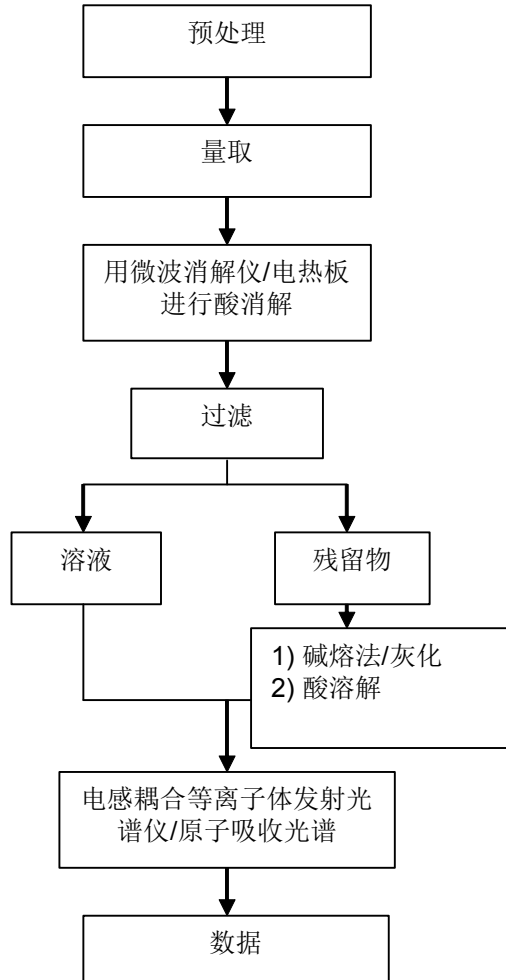 预处理
量取
用微波消解仪/电热板
进行酸消解
过滤
溶液
残留物
1) 碱熔法/灰化
2) 酸溶解
电感耦合等离子体发射光
谱仪/原子吸收光谱
数据